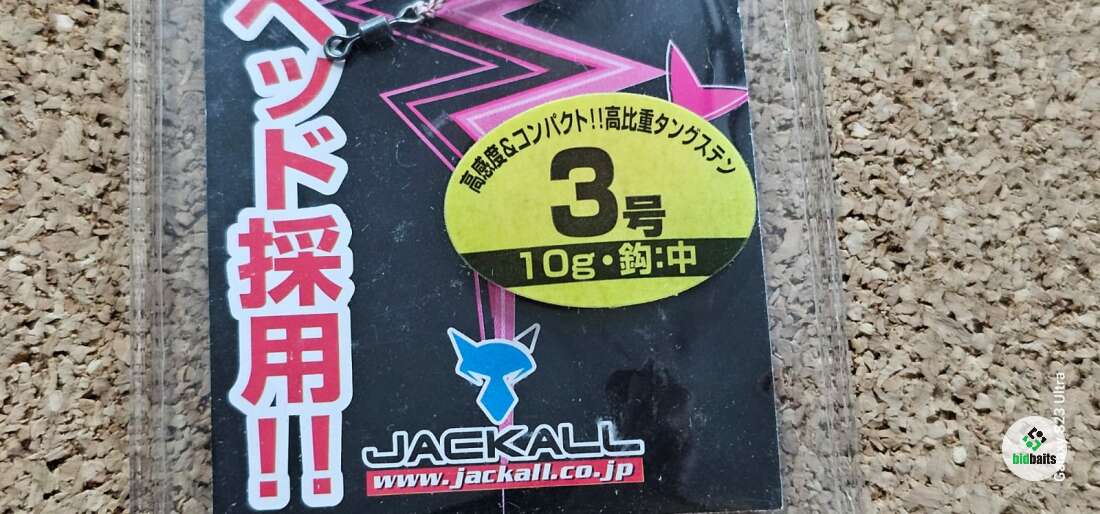 ヘッド採用!!
高感度&コンパクト!!高比重タングステン
3号
10g・鈎:中
JACKALL
www.jackall.co.jp
bidbaits